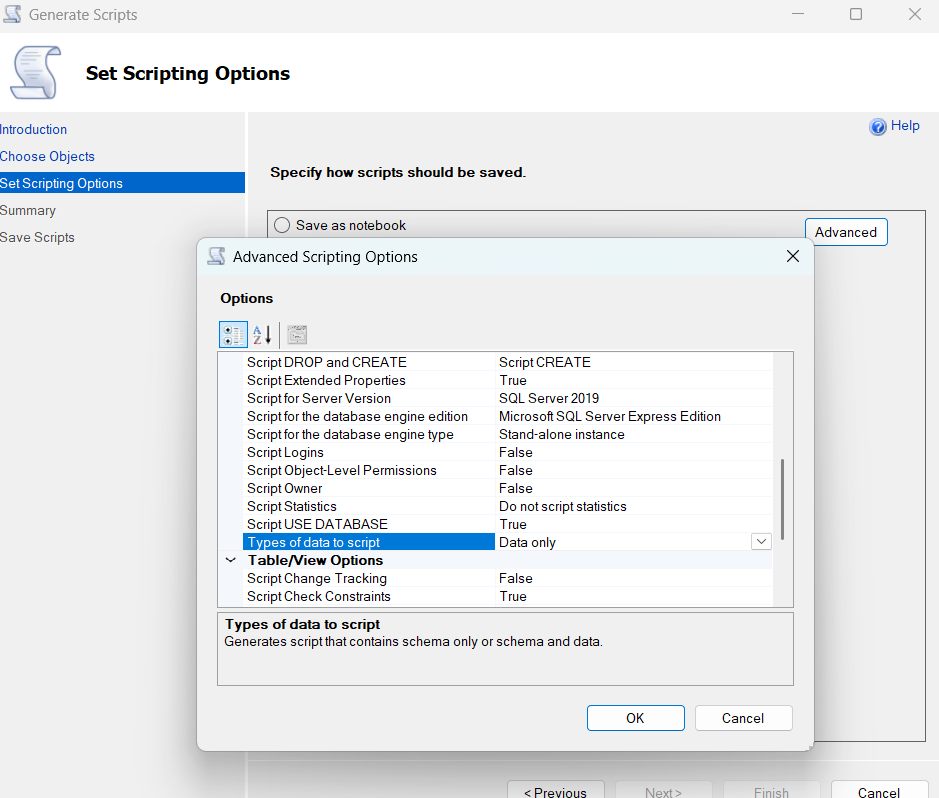 Generate Scripts
Set Scripting Options
Introduction
Choose Objects
Set Scripting Options
Summary
Save Scripts
Help
Specify how scripts should be saved.
Save as notebook
Advanced
Advanced Scripting Options
Options
Script DROP and CREATE Script CREATE
Script Extended Properties True
Script for Server Version SQL Server 2019
Script for the database engine edition Microsoft SQL Server Express Edition
Script for the database engine type Stand-alone instance
Script Logins False
Script Object-Level Permissions False
Script Owner False
Script Statistics Do not script statistics
Script USE DATABASE True
Types of data to script Data only
Table/View Options
Script Change Tracking False
Script Check Constraints True
Types of data to script
Generates script that contains schema only or schema and data.
OK Cancel
< Previous Next > Finish Cancel